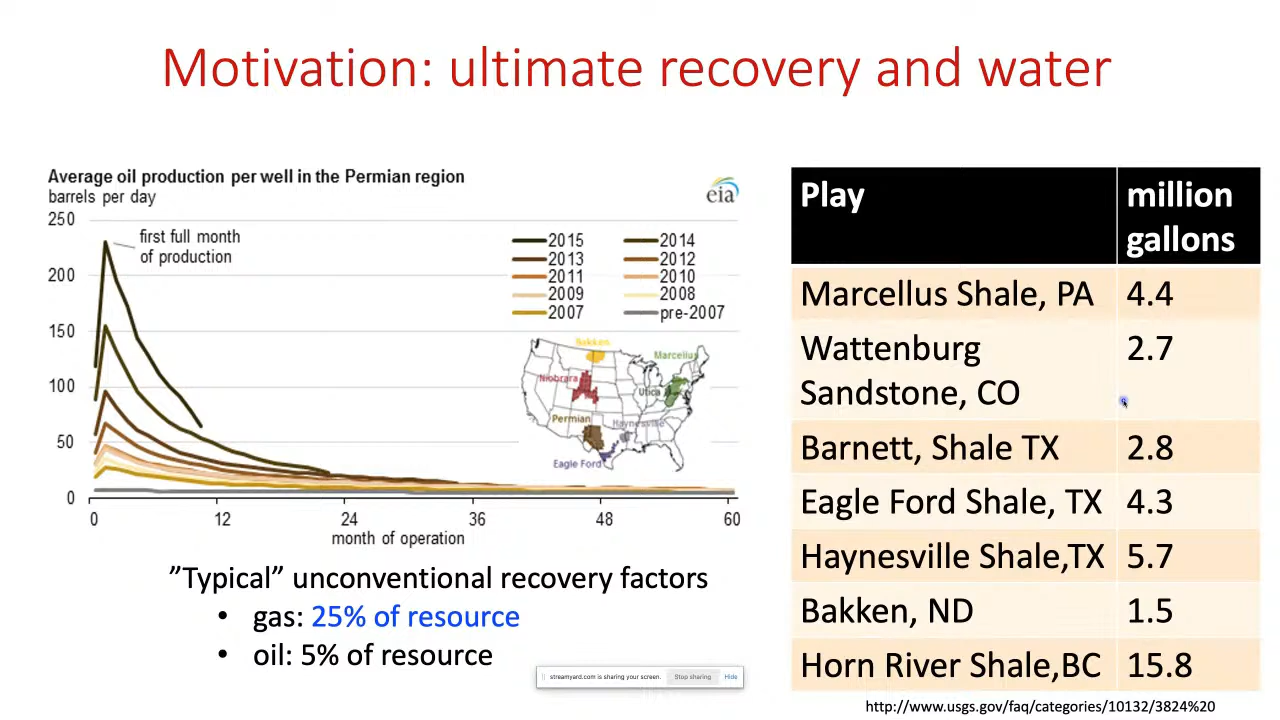 Motivation: ultimate recovery and water
Average oil production per well in the Permian region
barrels per day
eia
250
200
150
100
50
0
first full month
of production
2015 2014
2013 2012
2011 2010
2009 2008
2007 pre-2007
Bakken
Marcellus
Niobrara
Utica
Permian
Haynesville
Eagle Ford
0 12 24 36 48 60
month of operation
”Typical” unconventional recovery factors
• gas: 25% of resource
• oil: 5% of resource
Play million
gallons
Marcellus Shale, PA 4.4
Wattenburg 2.7
Sandstone, CO
Barnett, Shale TX 2.8
Eagle Ford Shale, TX 4.3
Haynesville Shale,TX 5.7
Bakken, ND 1.5
Horn River Shale,BC 15.8
streamyard.com is sharing your screen. Stop sharing Hide
http://www.usgs.gov/faq/categories/10132/3824%20